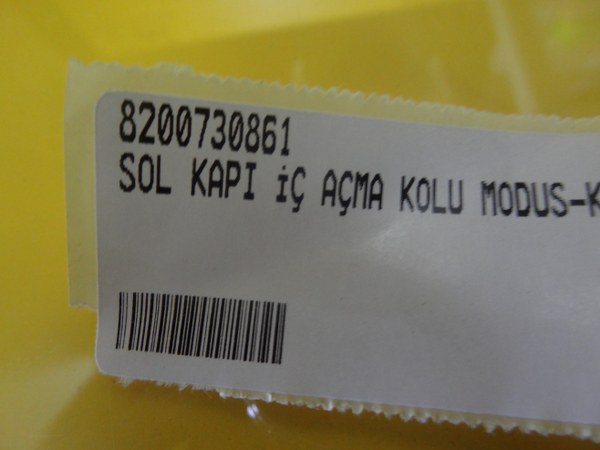 8200730861
SOL KAPI İÇ AÇMA KOLU MODUS-K